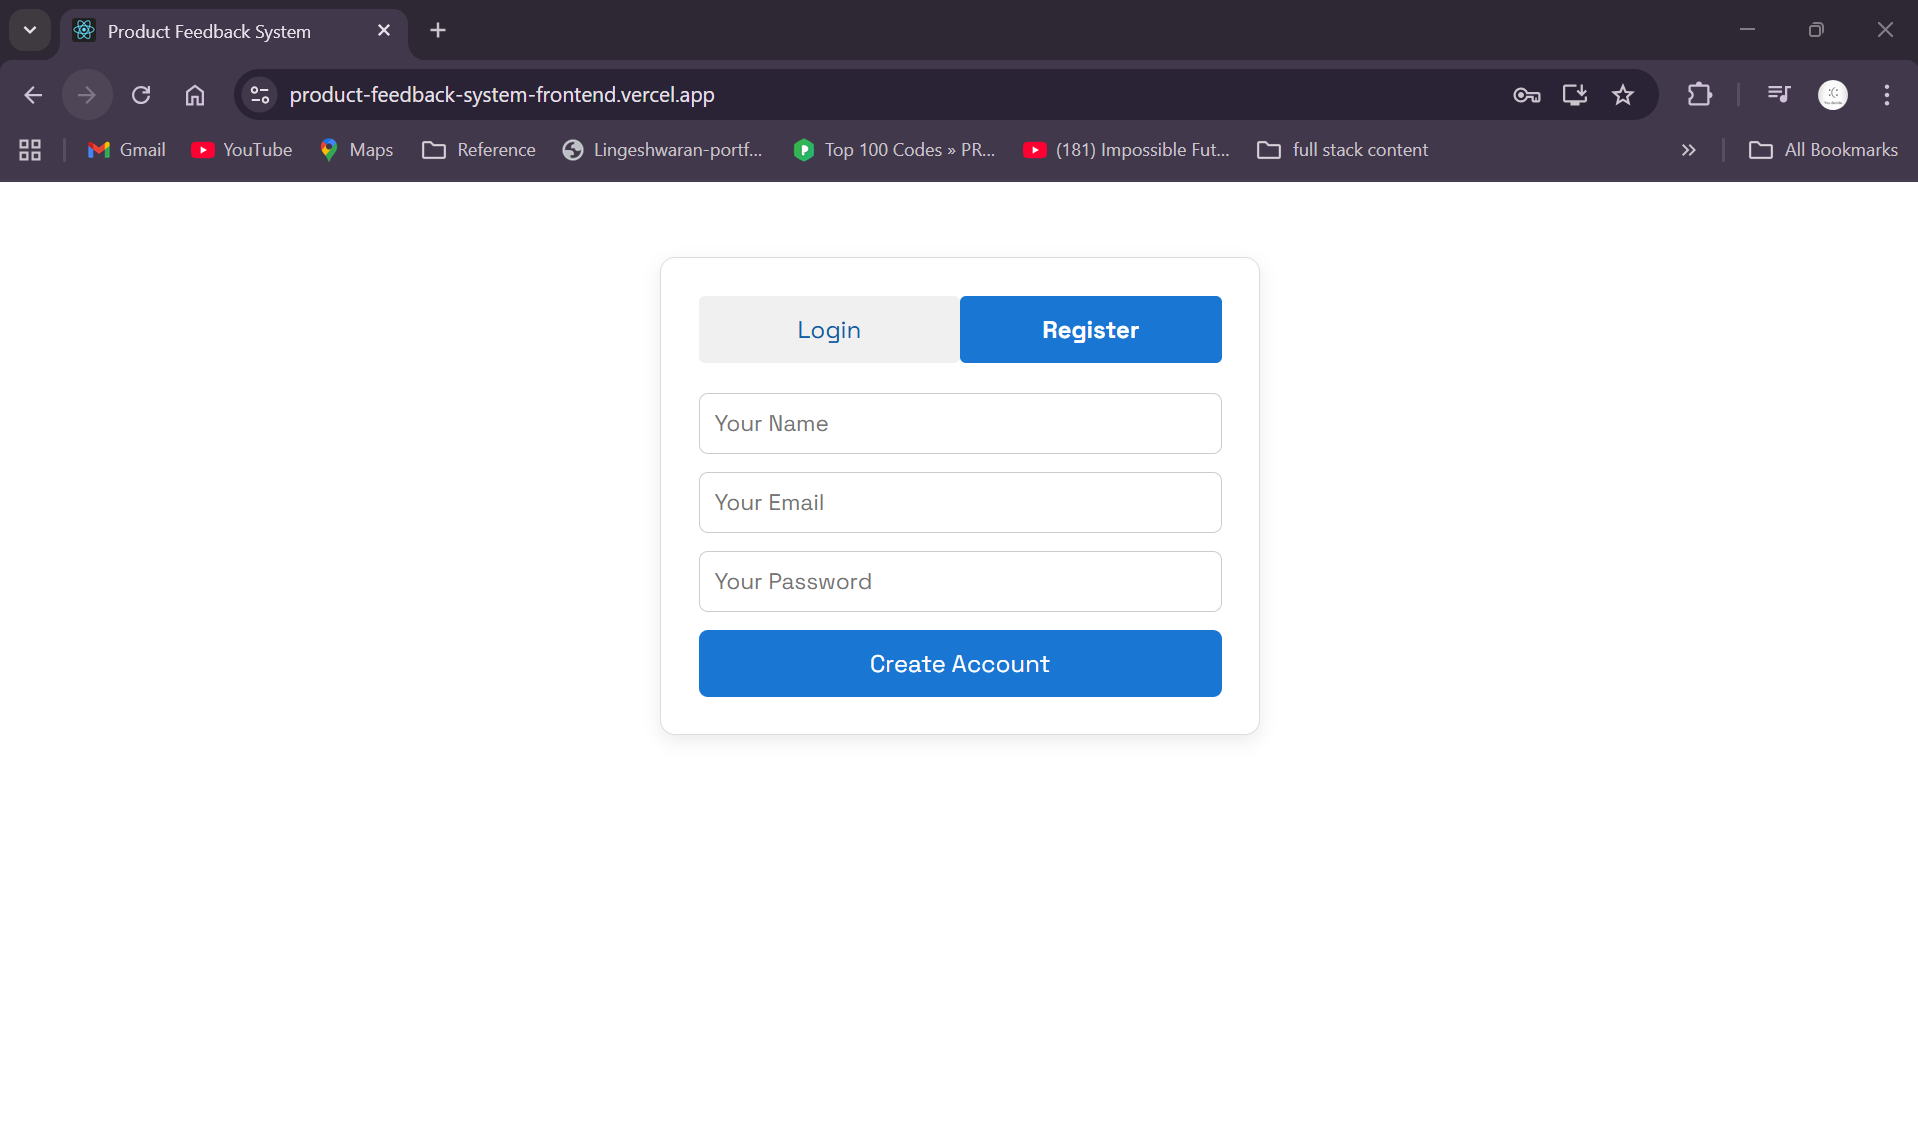 Product Feedback System
product-feedback-system-frontend.vercel.app
Gmail YouTube Maps Reference Lingeshwaran-portf... Top 100 Codes » PR... (181) Impossible Fut... full stack content All Bookmarks
Login Register
Your Name
Your Email
Your Password
Create Account